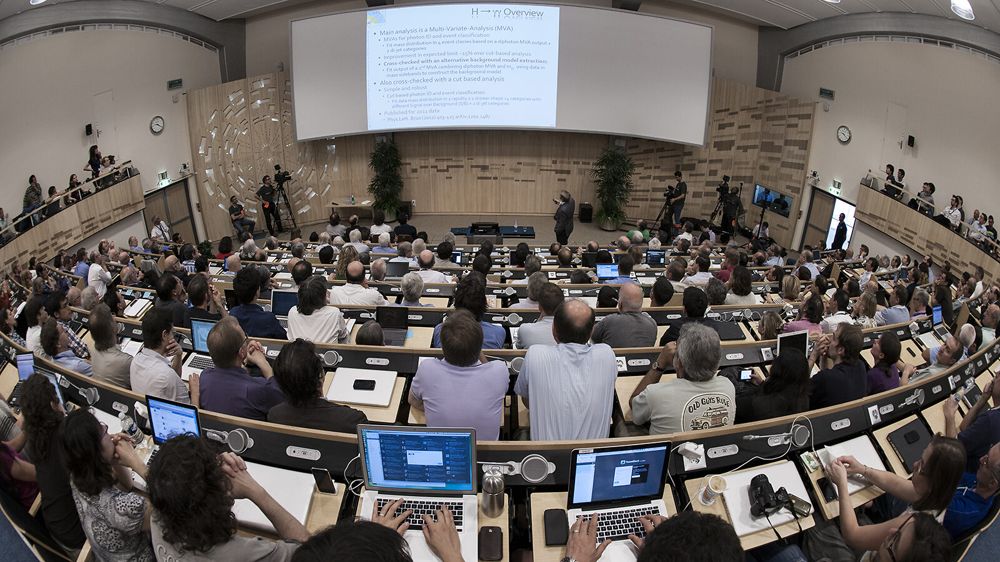 CMS
H → γγ Overview
Main analysis is a Multi-Variate-Analysis (MVA)
MVAs for photon ID and event classification
Fit mass distribution in 4 event classes based on a diphoton MVA output +
2 di-jet categories
Improvement in expected limit ~15% over cut-based analysis
Cross-checked with an alternative background model extraction:
Fit output of a 2nd MVA combining diphoton MVA and mγγ using data in
mass sidebands to construct the background model
Also cross-checked with a cut based analysis
Simple and robust
Cut based photon ID and event classification
Fit data mass distribution in 2 rapidity x 2 shower shape =4 categories with
different Signal over Background (S/B) + 2 di-jet categories
Published for 2011 data
Phys.Lett. B710 (2012) 403-425 arXiv:1202.1487
OLD GUYS RULE
TweetDeck